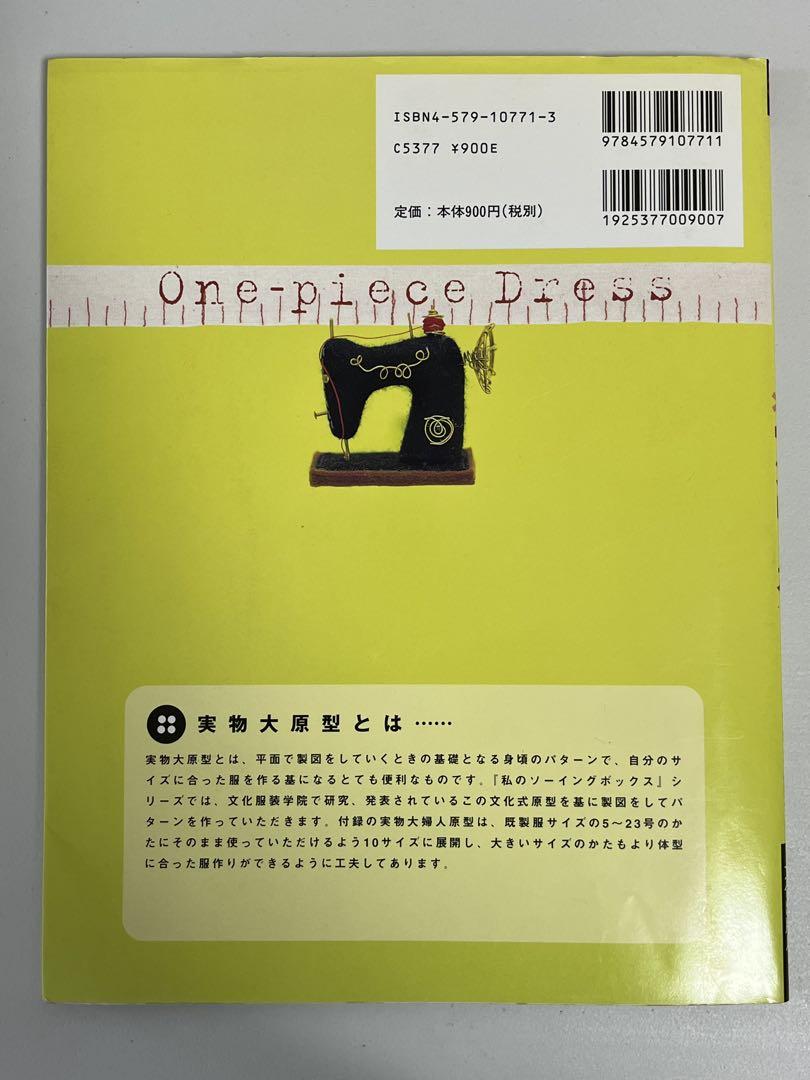 ISBN4-579-10771-3
C5377 ¥900E
定価：本体900円（税別）
9784579107711
1925377009007
One-piece Dress
実物大原型とは……
実物大原型とは、平面で製図をしていくときの基礎となる身頃のパターンで、自分のサ
イズに合った服を作る基になるとても便利なものです。『私のソーイングボックス』シ
リーズでは、文化服装学院で研究、発表されているこの文化式原型を基に製図をしてパ
ターンを作っていただきます。付録の実物大婦人原型は、既製服サイズの5〜23号のか
たにそのまま使っていただけるよう10サイズに展開し、大きいサイズのかたもより体型
に合った服作りができるように工夫してあります。